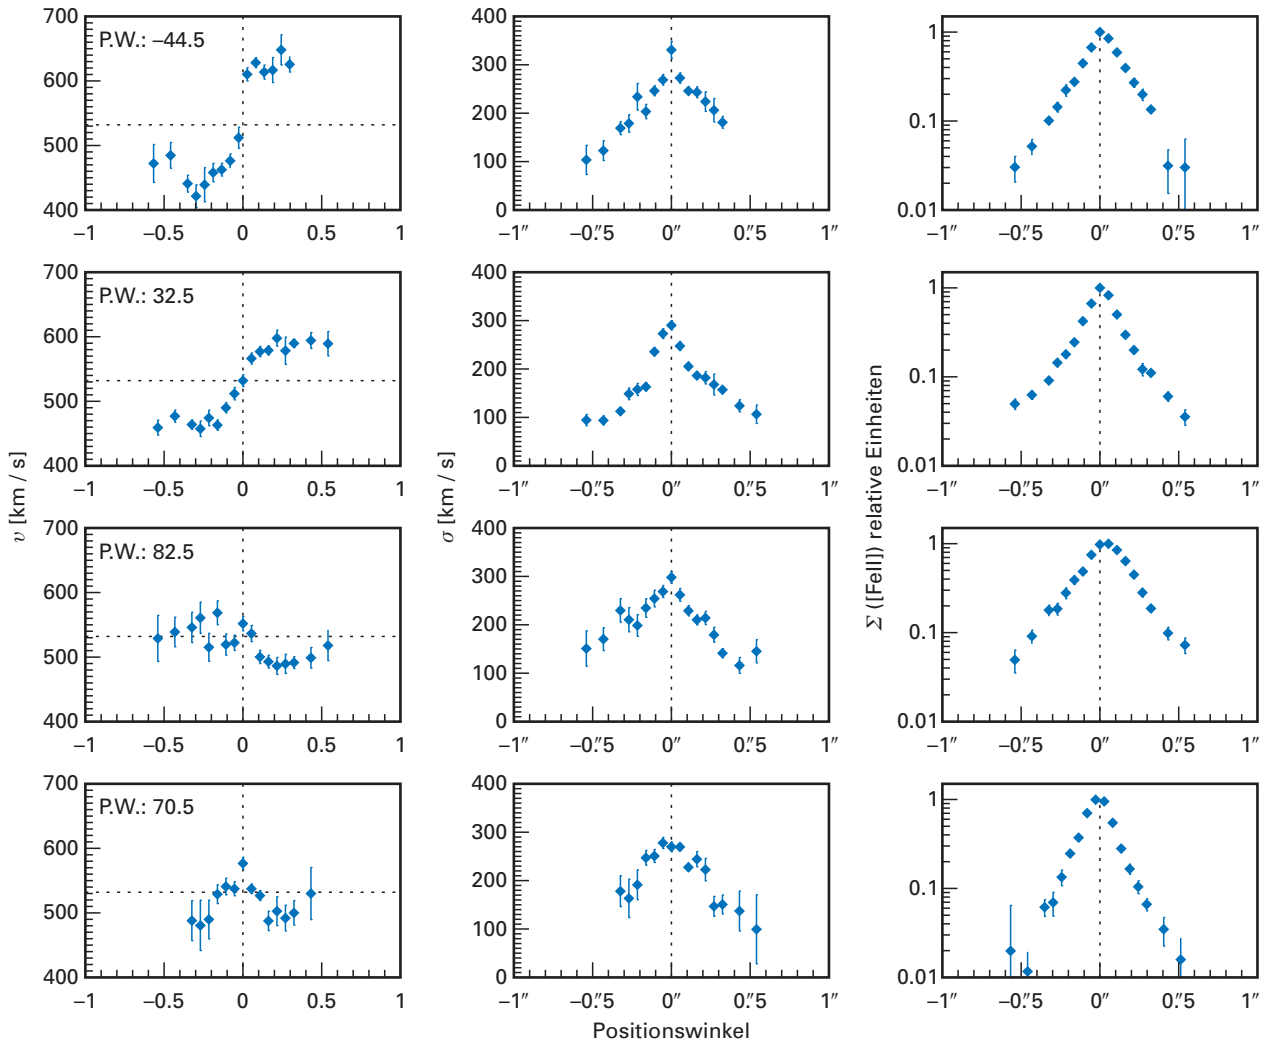 700
600
500
400
P.W.: –44.5
–1 –0.5 0 0.5 1
400
300
200
100
0
–1″ –0″.5 0″ 0″.5 1″
1
0.1
0.01
–1″ –0″.5 0″ 0″.5 1″
700
600
500
400
P.W.: 32.5
–1 –0.5 0 0.5 1
400
300
200
100
0
–1″ –0″.5 0″ 0″.5 1″
1
0.1
0.01
–1″ –0″.5 0″ 0″.5 1″
v [km / s]
σ [km / s]
Σ ([FeII]) relative Einheiten
700
600
500
400
P.W.: 82.5
–1 –0.5 0 0.5 1
400
300
200
100
0
–1″ –0″.5 0″ 0″.5 1″
1
0.1
0.01
–1″ –0″.5 0″ 0″.5 1″
700
600
500
400
P.W.: 70.5
–1 –0.5 0 0.5 1
400
300
200
100
0
–1″ –0″.5 0″ 0″.5 1″
1
0.1
0.01
–1″ –0″.5 0″ 0″.5 1″
Positionswinkel